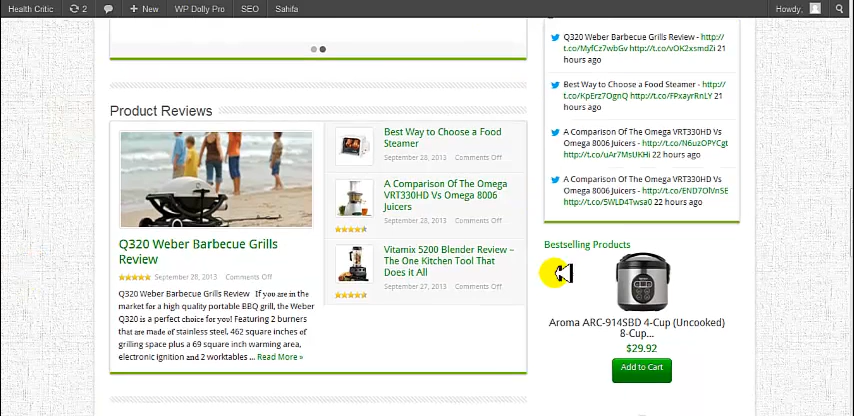 Health Critic 2 New WP Dolly Pro SEO Sahifa Howdy,
Product Reviews
Q320 Weber Barbecue Grills
Review
September 28, 2013 Comments Off
Q320 Weber Barbecue Grills Review If you are in the
market for a high quality portable BBQ grill, the Weber
Q320 is a perfect choice for you! Featuring 2 burners
that are made of stainless steel, 462 square inches of
grilling space plus a 69 square inch warming area,
electronic ignition and 2 worktables ... Read More »
Best Way to Choose a Food
Steamer
September 28, 2013 Comments Off
A Comparison Of The Omega
VRT330HD Vs Omega 8006
Juicers
September 28, 2013 Comments Off
Vitamix 5200 Blender Review –
The One Kitchen Tool That
Does it All
September 27, 2013 Comments Off
Q320 Weber Barbecue Grills Review - http://
t.co/MyfCz7wbGv http://t.co/vOK2xsmdZi 21
hours ago
Best Way to Choose a Food Steamer - http://
t.co/KpErz7OgnQ http://t.co/FPxayrRnLY 21
hours ago
A Comparison Of The Omega VRT330HD Vs
Omega 8006 Juicers - http://t.co/N6uzOPYCgt
http://t.co/uAr7MsUKHi 22 hours ago
A Comparison Of The Omega VRT330HD Vs
Omega 8006 Juicers - http://t.co/END7OlVnSE
http://t.co/5WLD4Twsa0 22 hours ago
Bestselling Products
Aroma ARC-914SBD 4-Cup (Uncooked)
8-Cup...
$29.92
Add to Cart